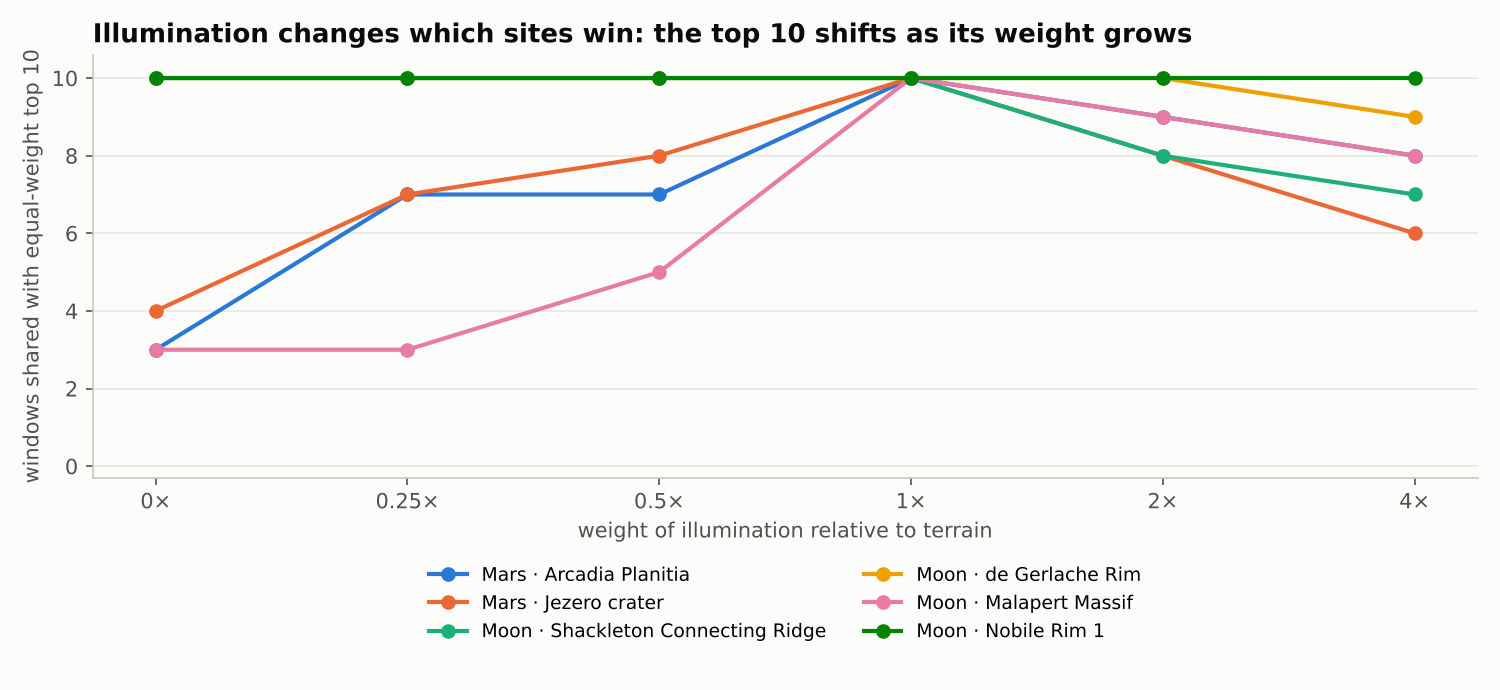 Illumination changes which sites win: the top 10 shifts as its weight grows
windows shared with equal-weight top 10
10
8
6
4
2
0
0×
0.25×
0.5×
1×
2×
4×
weight of illumination relative to terrain
Mars · Arcadia Planitia
Mars · Jezero crater
Moon · Shackleton Connecting Ridge
Moon · de Gerlache Rim
Moon · Malapert Massif
Moon · Nobile Rim 1